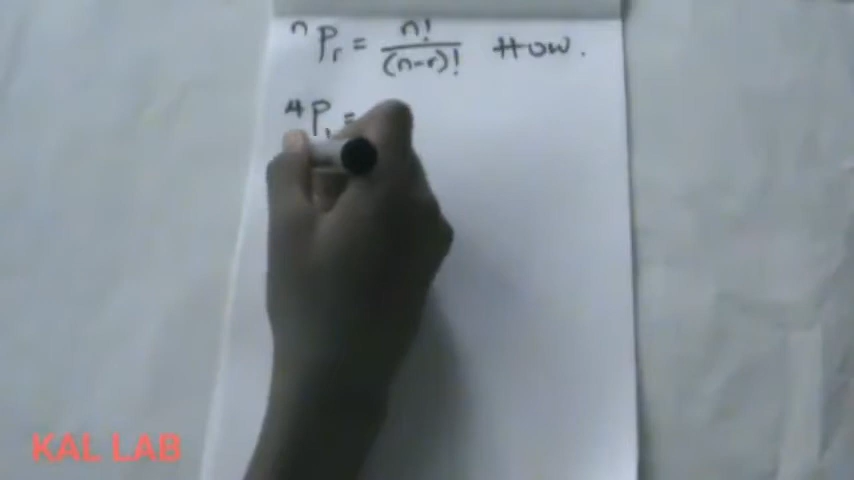 ⁿPᵣ = n!/(n-r)! How.
⁴P₁ =
KAL LAB